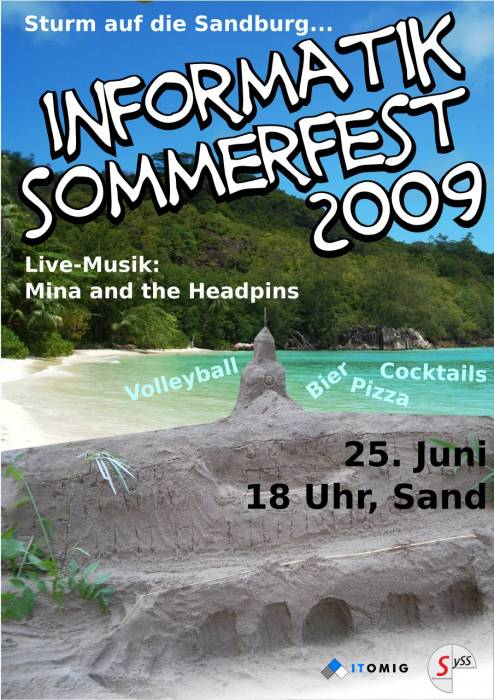 Sturm auf die Sandburg...
INFORMATIK
SOMMERFEST
2009
Live-Musik:
Mina and the Headpins
Volleyball
Bier
Cocktails
Pizza
25. Juni
18 Uhr, Sand
ITOMIG
SySS